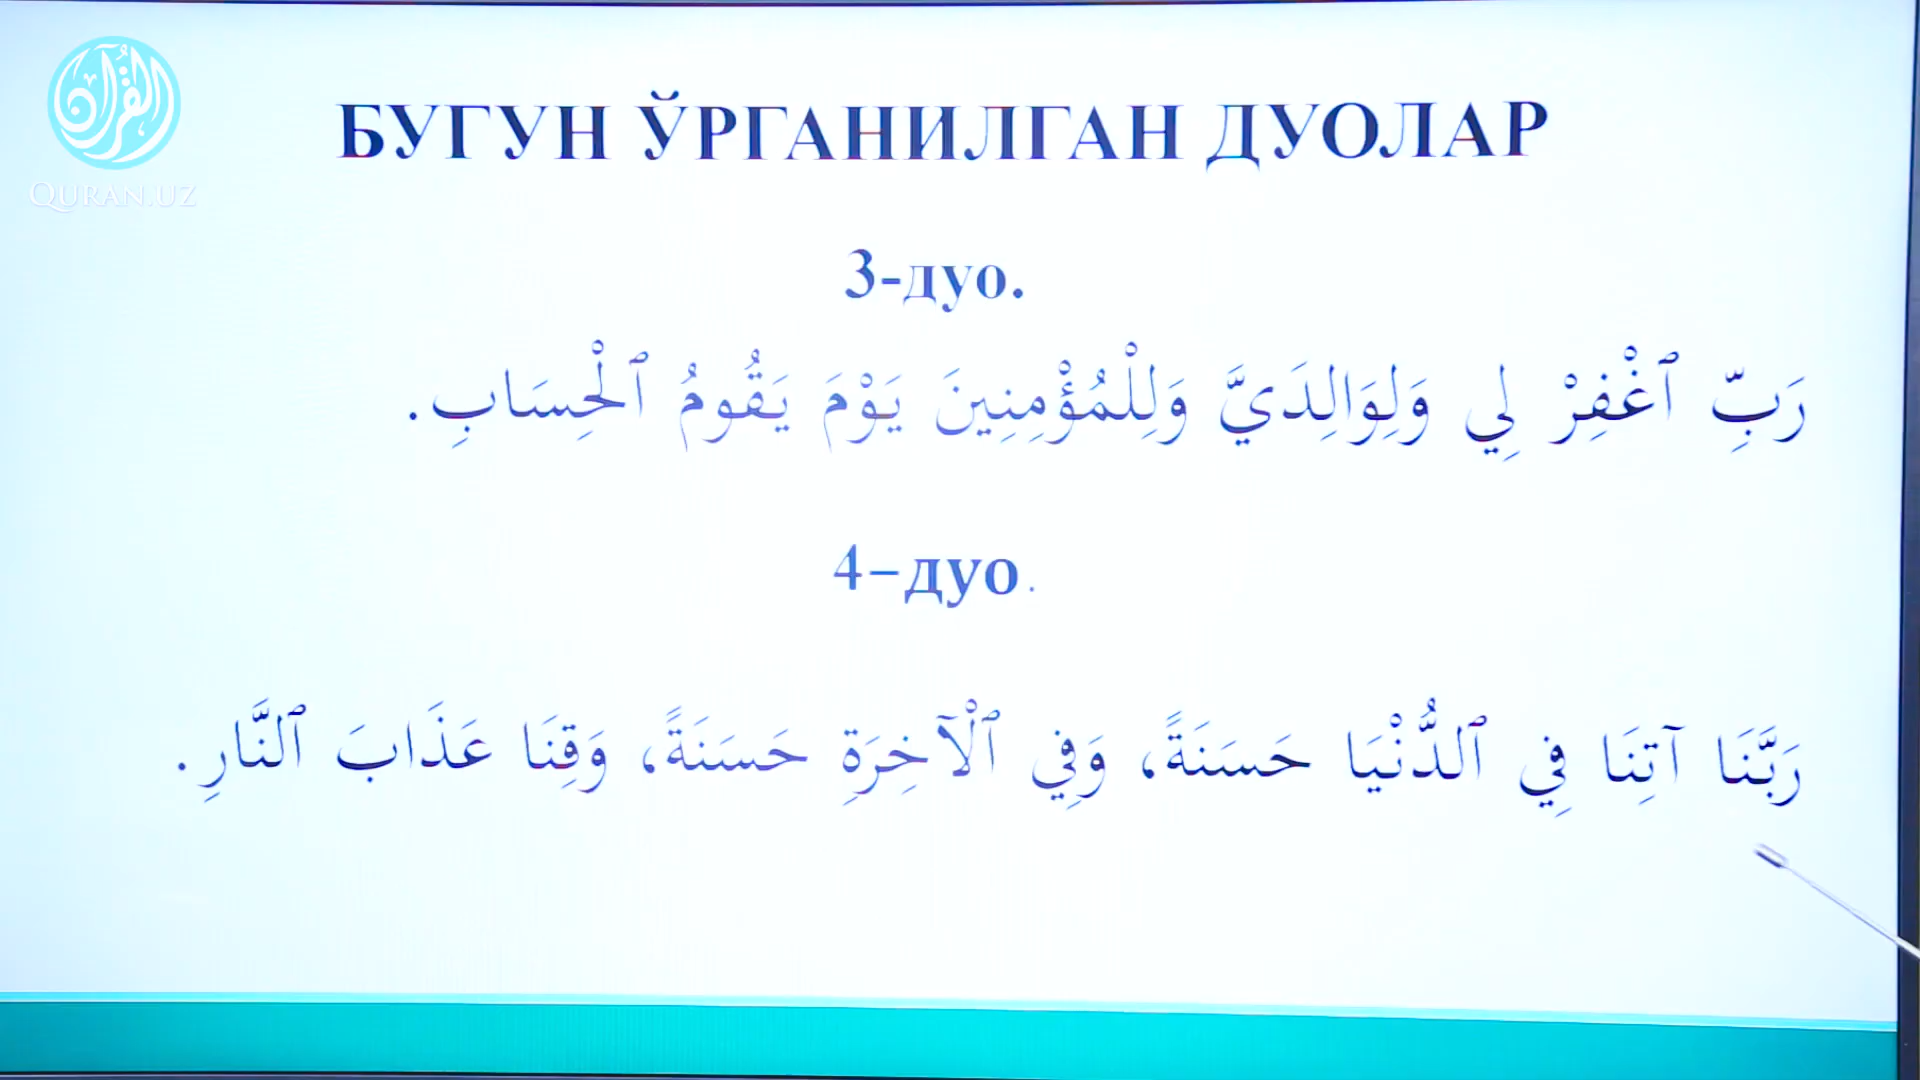 القرآن
QURAN.UZ
БУГУН ЎРГАНИЛГАН ДУОЛАР
3-дуо.
رَبِّ ٱغْفِرْ لِي وَلِوَالِدَيَّ وَلِلْمُؤْمِنِينَ يَوْمَ يَقُومُ ٱلْحِسَابِ.
4–дуо.
رَبَّنَا آتِنَا فِي ٱلدُّنْيَا حَسَنَةً، وَفِي ٱلْآخِرَةِ حَسَنَةً، وَقِنَا عَذَابَ ٱلنَّارِ.